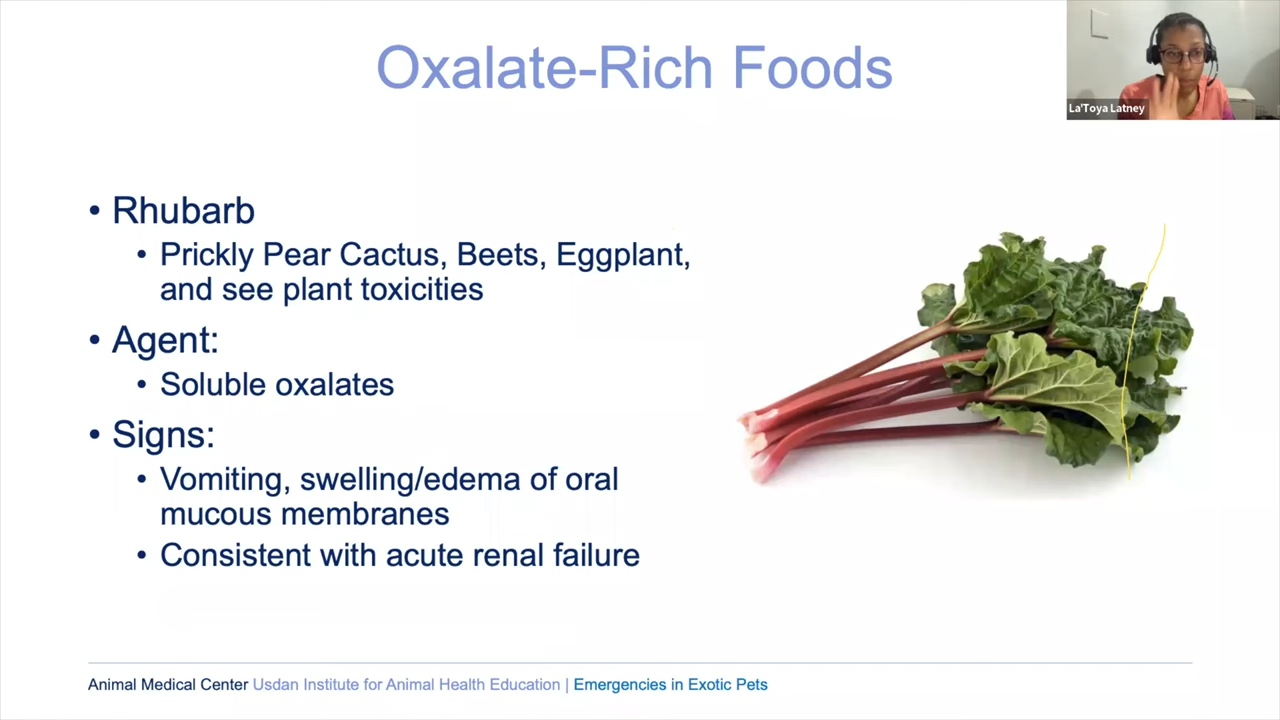 Oxalate-Rich Foods
La'Toya Latney
• Rhubarb
• Prickly Pear Cactus, Beets, Eggplant,
and see plant toxicities
• Agent:
• Soluble oxalates
• Signs:
• Vomiting, swelling/edema of oral
mucous membranes
• Consistent with acute renal failure
Animal Medical Center Usdan Institute for Animal Health Education | Emergencies in Exotic Pets